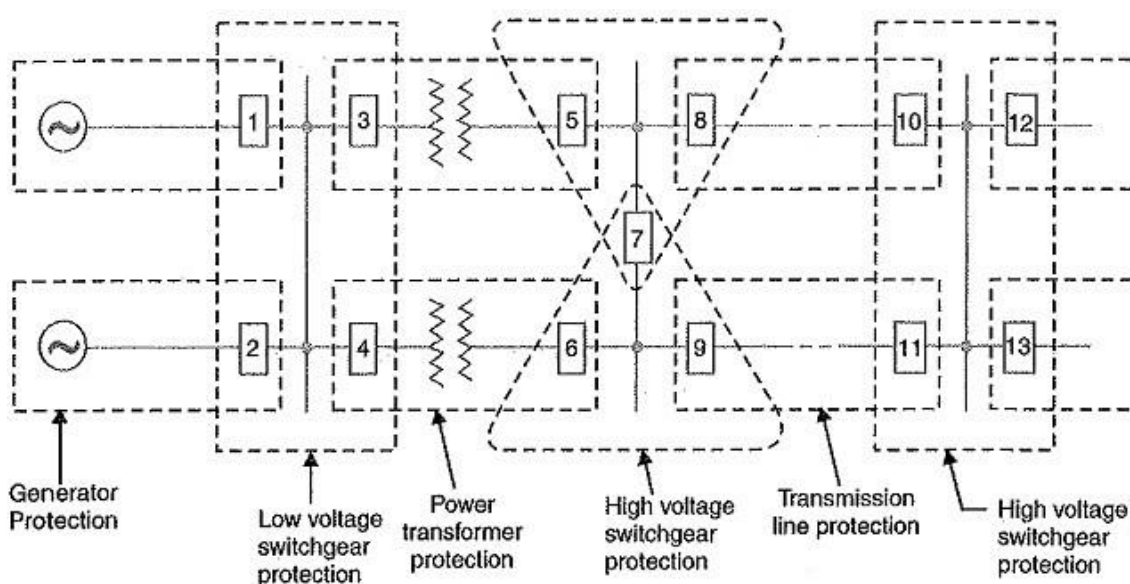 1
3
5
8
10
12
7
2
4
6
9
11
13
Generator
Protection
Low voltage
switchgear
protection
Power
transformer
protection
High voltage
switchgear
protection
Transmission
line protection
High voltage
switchgear
protection